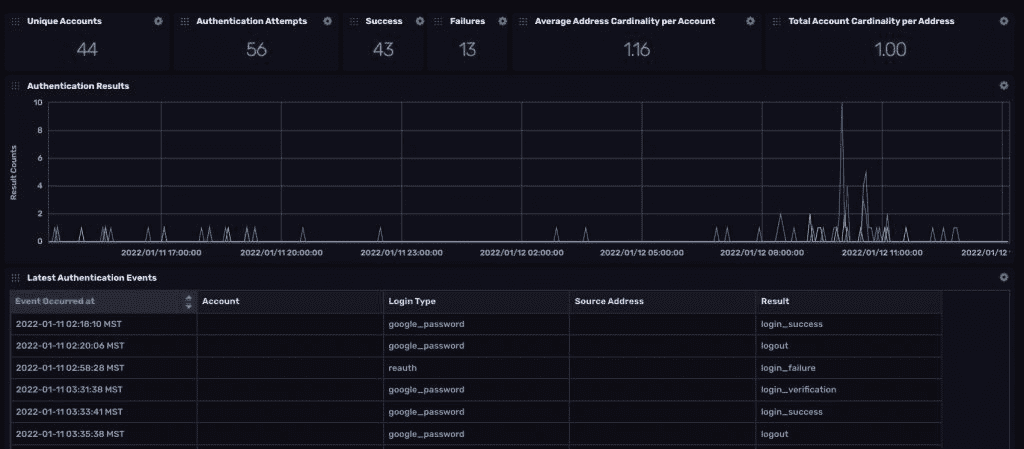 Unique Accounts Authentication Attempts Success Failures Average Address Cardinality per Account Total Account Cardinality per Address
44 56 43 13 1.16 1.00
Authentication Results
10
8
6
4
2
0
Result Counts
2022/01/11 17:00:00 2022/01/11 20:00:00 2022/01/11 23:00:00 2022/01/12 02:00:00 2022/01/12 05:00:00 2022/01/12 08:00:00 2022/01/12 11:00:00 2022/01/12
Latest Authentication Events
Event Occurred at Account Login Type Source Address Result
2022-01-11 02:18:10 MST google_password login_success
2022-01-11 02:20:06 MST google_password logout
2022-01-11 02:58:28 MST reauth login_failure
2022-01-11 03:31:38 MST google_password login_verification
2022-01-11 03:33:41 MST google_password login_success
2022-01-11 03:35:38 MST google_password logout